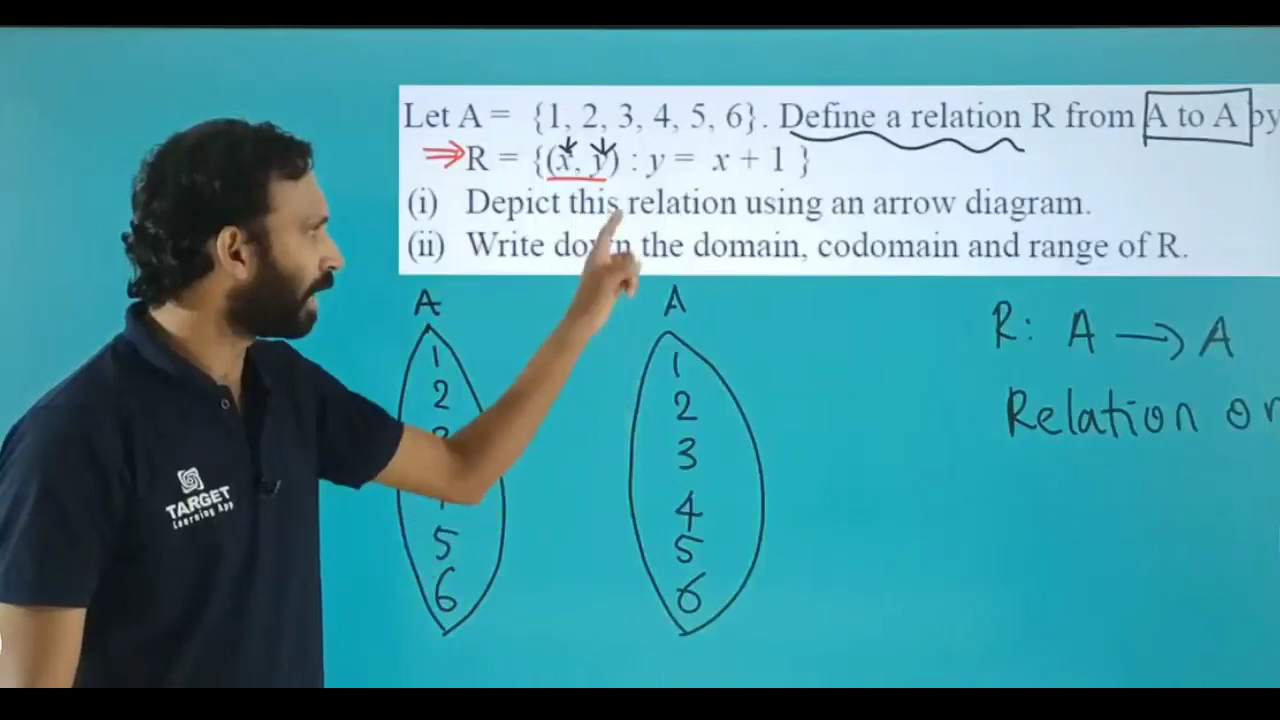 Let A = {1, 2, 3, 4, 5, 6}. Define a relation R from A to A by
⇒R = {(x, y) : y = x + 1 }
(i) Depict this relation using an arrow diagram.
(ii) Write down the domain, codomain and range of R.
A
1
2
5
6
A
1
2
3
4
5
6
R: A → A
Relation on
TARGET
Learning App